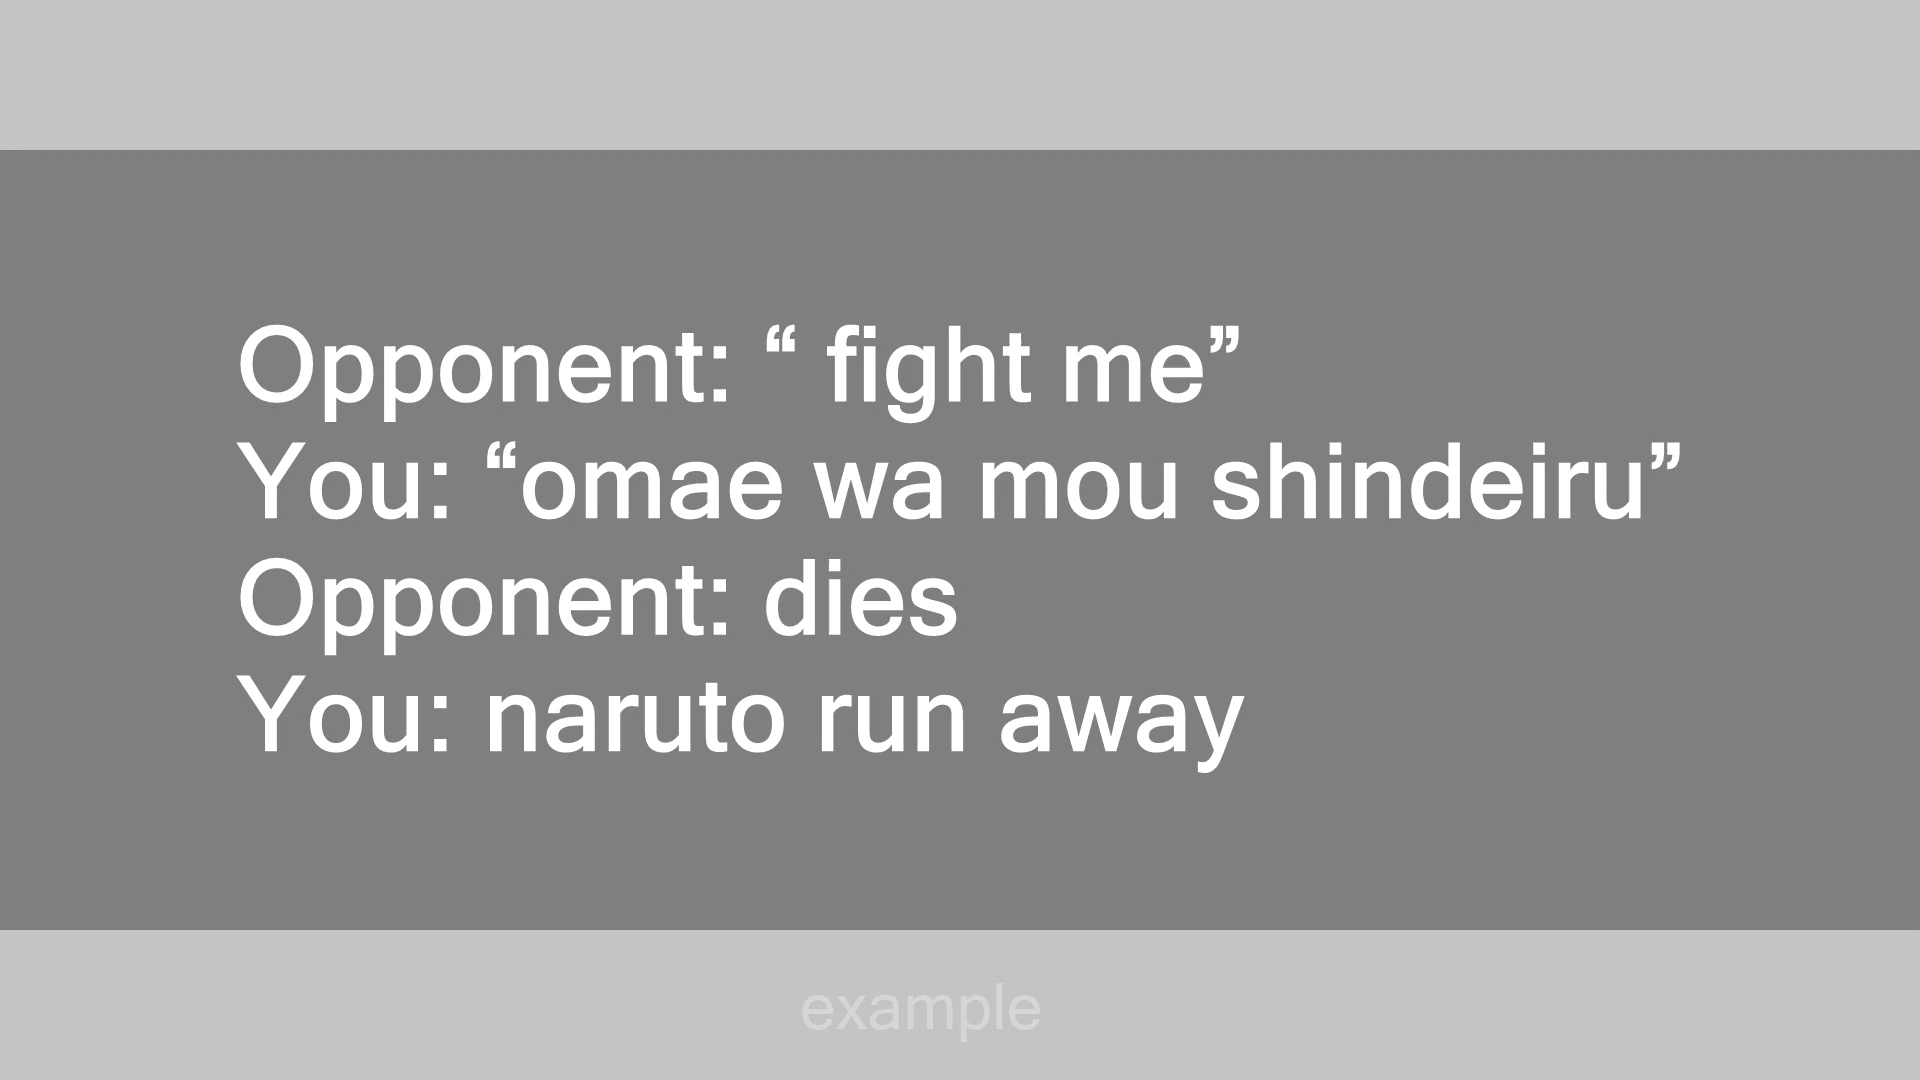 Opponent: “ fight me”
You: “omae wa mou shindeiru”
Opponent: dies
You: naruto run away
example